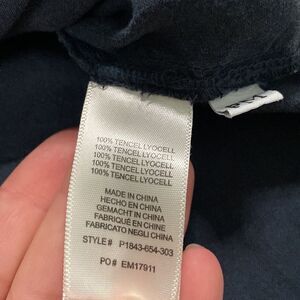 100% TENCEL LYOCELL
100% TENCEL LYOCELL
100% TENCEL LYOCELL
100% TENCEL LYOCELL
100% TENCEL LYOCELL
MADE IN CHINA
HECHO EN CHINA
GEMACHT IN CHINA
FABRIQUÉ EN CHINE
FABRICATO NEGLI CHINA
STYLE# P1843-654-303
PO# EM17911